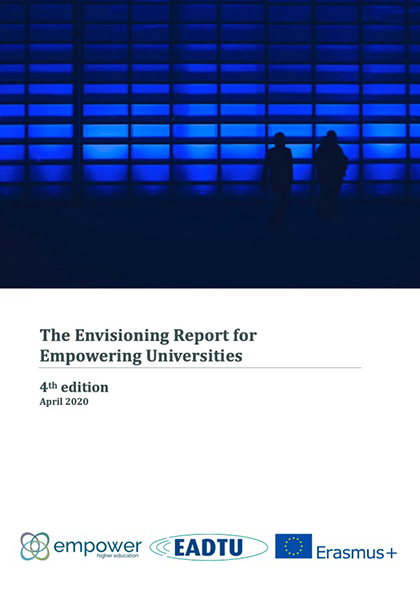 The Envisioning Report for
Empowering Universities
4th edition
April 2020
empower
higher education
EADTU
Erasmus+